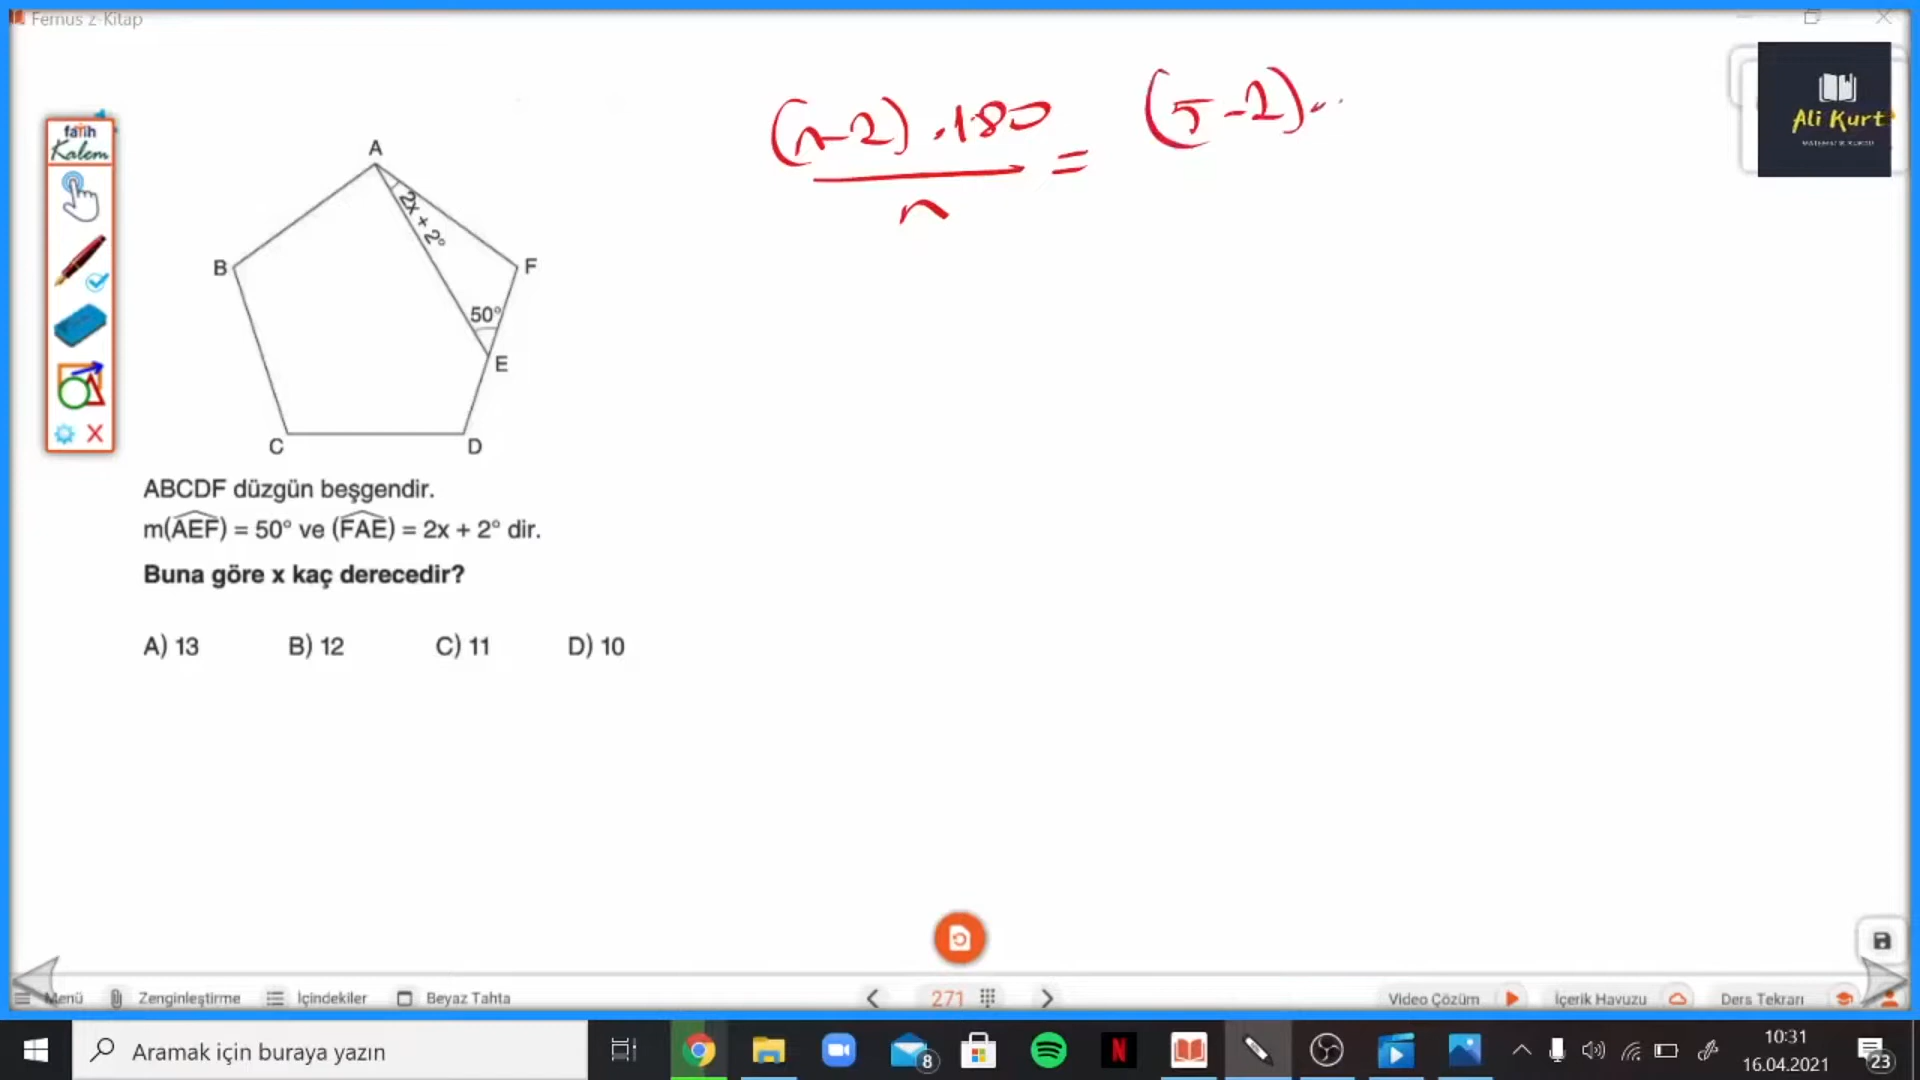 Fernus z-Kitap
fatih
Kalem
(n-2).180
n
=
(5-2).
Ali Kurt
A
B
F
2x + 2°
50°
E
C
D
ABCDF düzgün beşgendir.
m(AEF) = 50° ve (FAE) = 2x + 2° dir.
Buna göre x kaç derecedir?
A) 13 B) 12 C) 11 D) 10
Menü Zenginleştirme İçindekiler Beyaz Tahta 271 Video Çözüm İçerik Havuzu Ders Tekrarı
Aramak için buraya yazın
8
10:31
16.04.2021
23